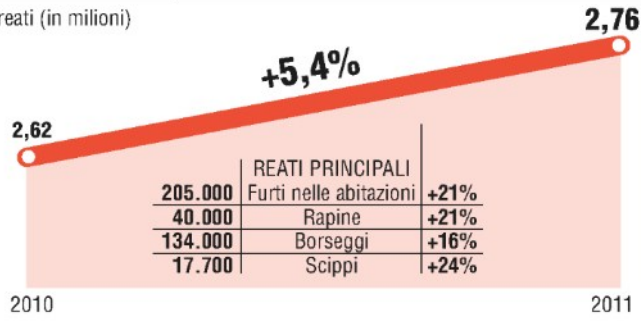 reati (in milioni)
2,76
+5,4%
2,62
REATI PRINCIPALI
205.000 Furti nelle abitazioni +21%
40.000 Rapine +21%
134.000 Borseggi +16%
17.700 Scippi +24%
2010 2011